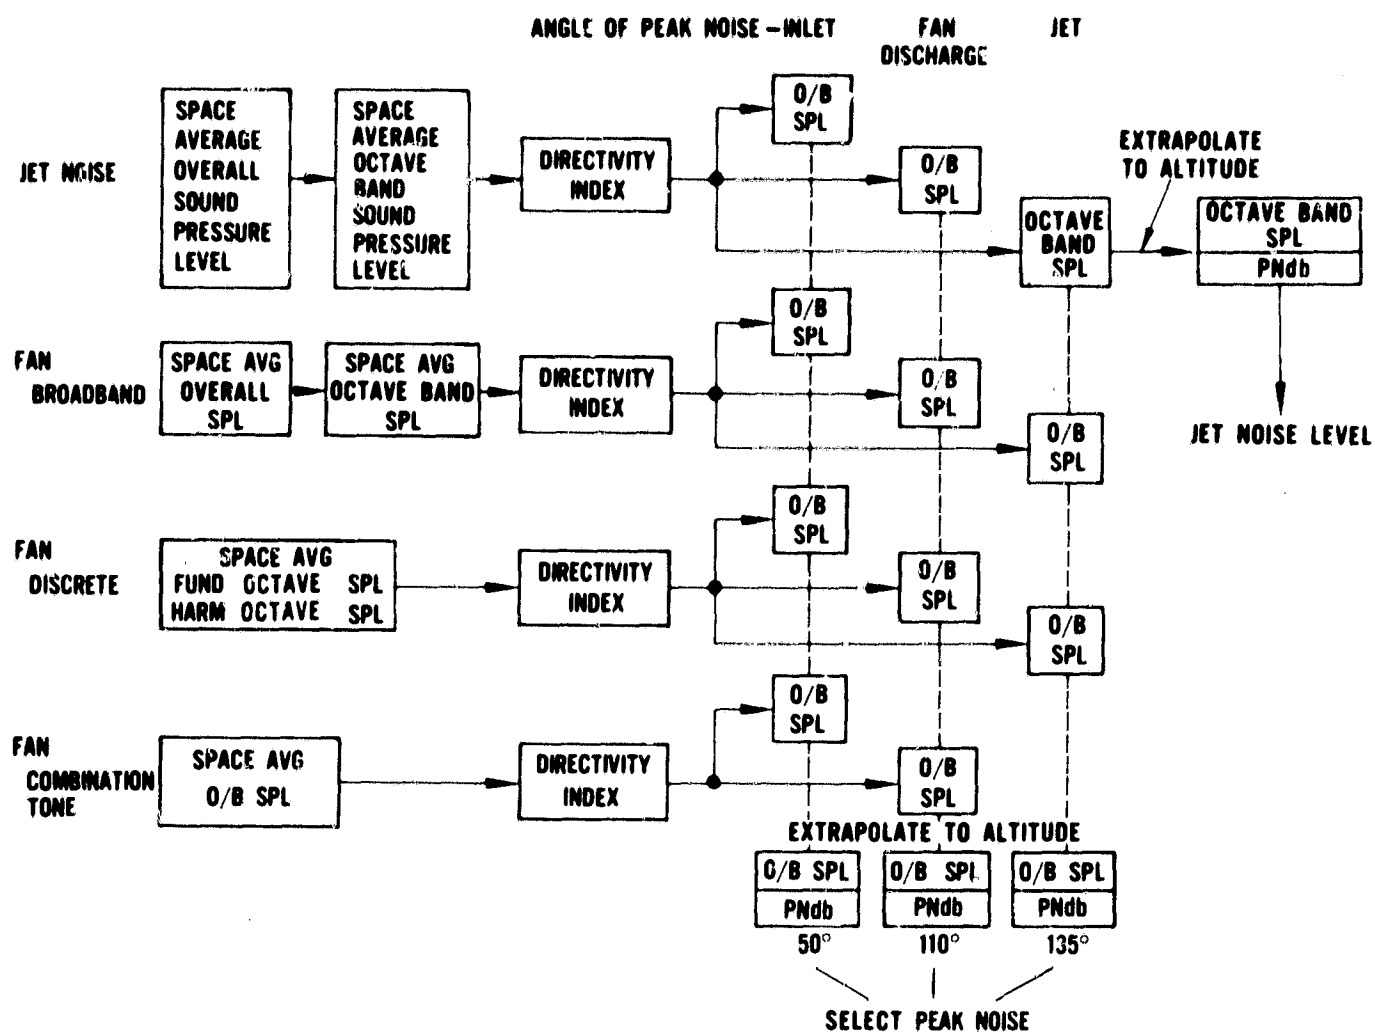 ANGLE OF PEAK NOISE – INLET
FAN
DISCHARGE
JET
JET NOISE
SPACE
AVERAGE
OVERALL
SOUND
PRESSURE
LEVEL
SPACE
AVERAGE
OCTAVE
BAND
SOUND
PRESSURE
LEVEL
DIRECTIVITY
INDEX
O/B
SPL
O/B
SPL
OCTAVE
BAND
SPL
EXTRAPOLATE
TO ALTITUDE
OCTAVE BAND
SPL
PNdb
JET NOISE LEVEL
FAN
BROADBAND
SPACE AVG
OVERALL
SPL
SPACE AVG
OCTAVE BAND
SPL
DIRECTIVITY
INDEX
O/B
SPL
O/B
SPL
O/B
SPL
FAN
DISCRETE
SPACE AVG
FUND OCTAVE SPL
HARM OCTAVE SPL
DIRECTIVITY
INDEX
O/B
SPL
O/B
SPL
O/B
SPL
FAN
COMBINATION
TONE
SPACE AVG
O/B SPL
DIRECTIVITY
INDEX
O/B
SPL
O/B
SPL
EXTRAPOLATE TO ALTITUDE
O/B SPL
PNdb
50°
O/B SPL
PNdb
110°
O/B SPL
PNdb
135°
SELECT PEAK NOISE